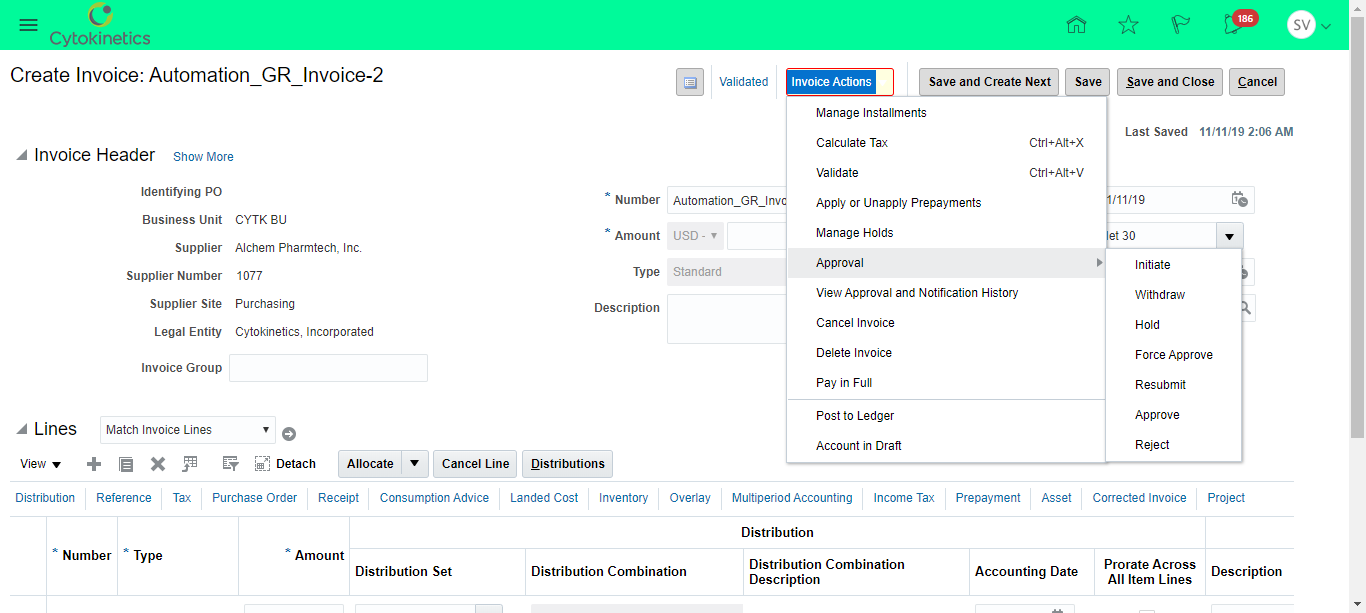 Cytokinetics
186
SV
Create Invoice: Automation_GR_Invoice-2
Validated
Invoice Actions
Save and Create Next
Save
Save and Close
Cancel
Last Saved 11/11/19 2:06 AM
Manage Installments
Calculate Tax Ctrl+Alt+X
Validate Ctrl+Alt+V
Apply or Unapply Prepayments
Manage Holds
Approval
View Approval and Notification History
Cancel Invoice
Delete Invoice
Pay in Full
Post to Ledger
Account in Draft
Initiate
Withdraw
Hold
Force Approve
Resubmit
Approve
Reject
Invoice Header Show More
Identifying PO
Business Unit CYTK BU
Supplier Alchem Pharmtech, Inc.
Supplier Number 1077
Supplier Site Purchasing
Legal Entity Cytokinetics, Incorporated
Invoice Group
* Number Automation_GR_Invo
* Amount USD -
Type Standard
Description
1/11/19
et 30
Lines Match Invoice Lines
View
Detach
Allocate
Cancel Line
Distributions
Distribution Reference Tax Purchase Order Receipt Consumption Advice Landed Cost Inventory Overlay Multiperiod Accounting Income Tax Prepayment Asset Corrected Invoice Project
* Number
* Type
* Amount
Distribution
Distribution Set
Distribution Combination
Distribution Combination
Description
Accounting Date
Prorate Across
All Item Lines
Description